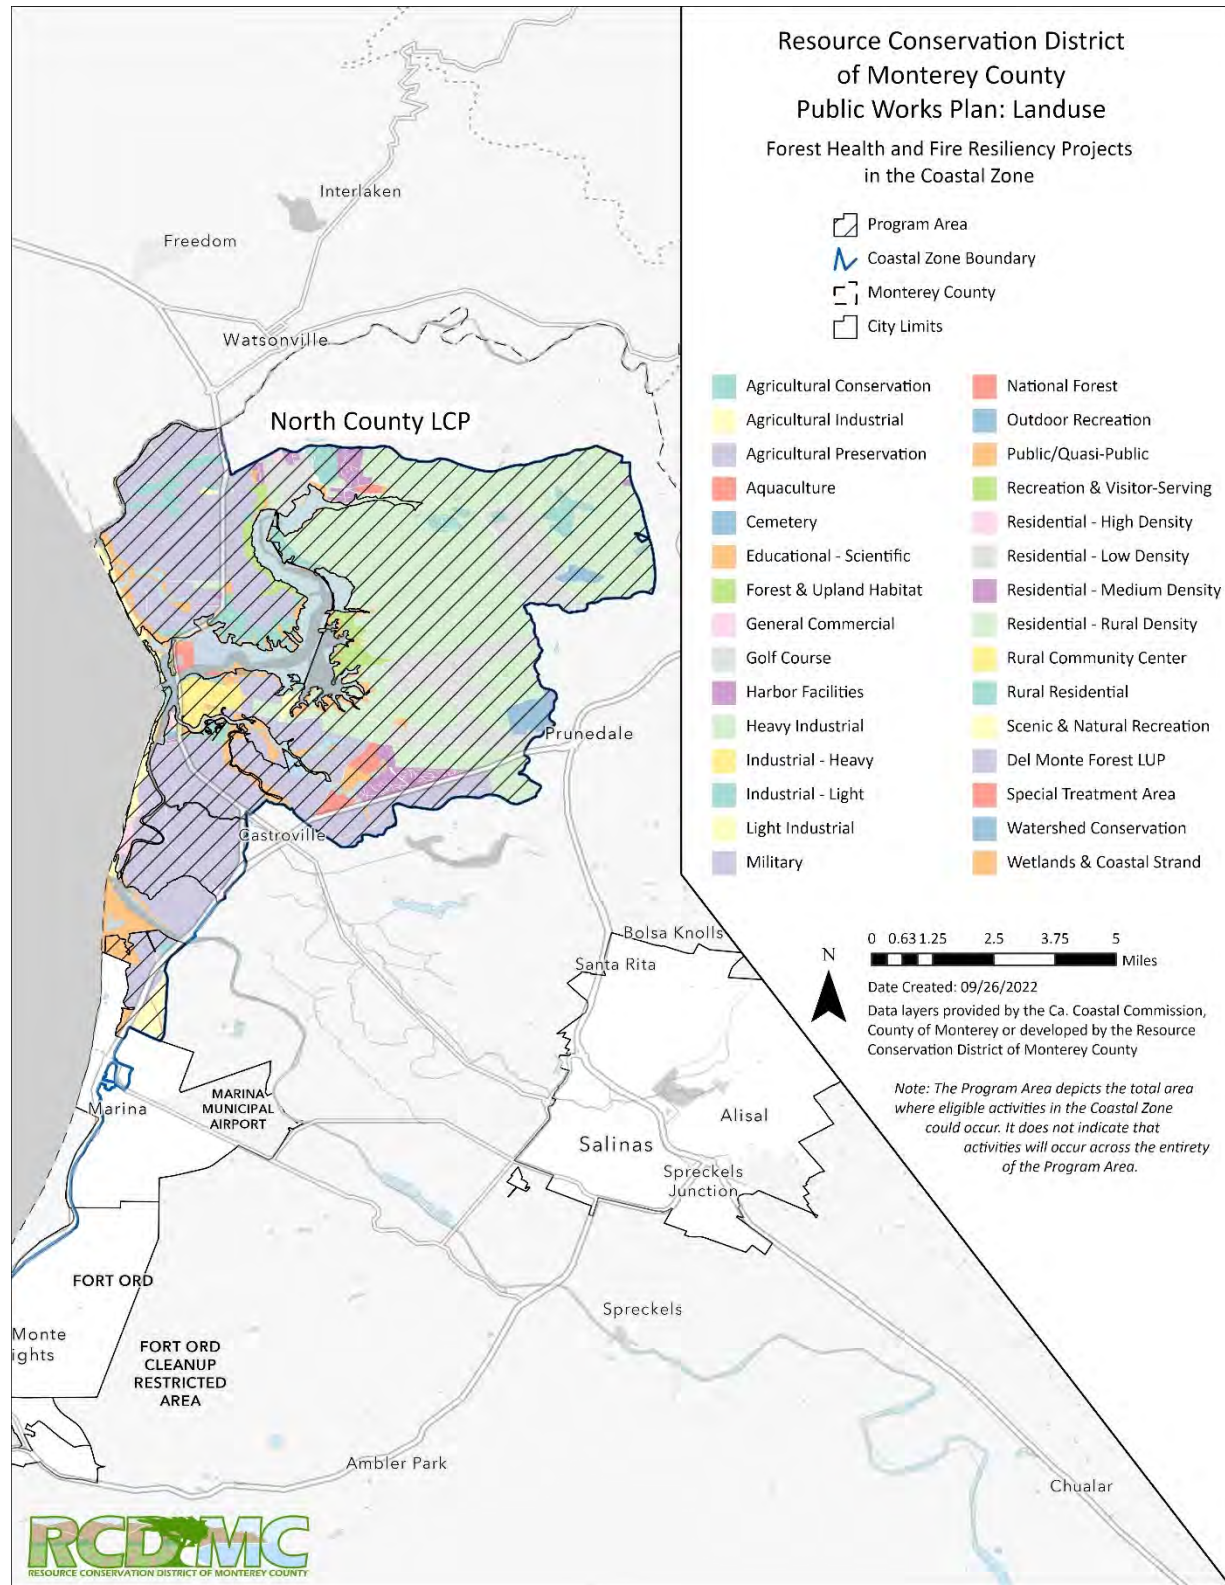 Resource Conservation District
of Monterey County
Public Works Plan: Landuse
Forest Health and Fire Resiliency Projects
in the Coastal Zone
Program Area
Coastal Zone Boundary
Monterey County
City Limits
Agricultural Conservation
Agricultural Industrial
Agricultural Preservation
Aquaculture
Cemetery
Educational - Scientific
Forest & Upland Habitat
General Commercial
Golf Course
Harbor Facilities
Heavy Industrial
Industrial - Heavy
Industrial - Light
Light Industrial
Military
National Forest
Outdoor Recreation
Public/Quasi-Public
Recreation & Visitor-Serving
Residential - High Density
Residential - Low Density
Residential - Medium Density
Residential - Rural Density
Rural Community Center
Rural Residential
Scenic & Natural Recreation
Del Monte Forest LUP
Special Treatment Area
Watershed Conservation
Wetlands & Coastal Strand
N
0 0.63 1.25 2.5 3.75 5
Miles
Date Created: 09/26/2022
Data layers provided by the Ca. Coastal Commission,
County of Monterey or developed by the Resource
Conservation District of Monterey County
Note: The Program Area depicts the total area
where eligible activities in the Coastal Zone
could occur. It does not indicate that
activities will occur across the entirety
of the Program Area.
Interlaken
Freedom
Watsonville
North County LCP
Prunedale
Castroville
Bolsa Knolls
Santa Rita
Marina
MARINA
MUNICIPAL
AIRPORT
Alisal
Salinas
Spreckels
Junction
FORT ORD
Spreckels
Monte
ights
FORT ORD
CLEANUP
RESTRICTED
AREA
Ambler Park
Chualar
RCD MC
RESOURCE CONSERVATION DISTRICT OF MONTEREY COUNTY